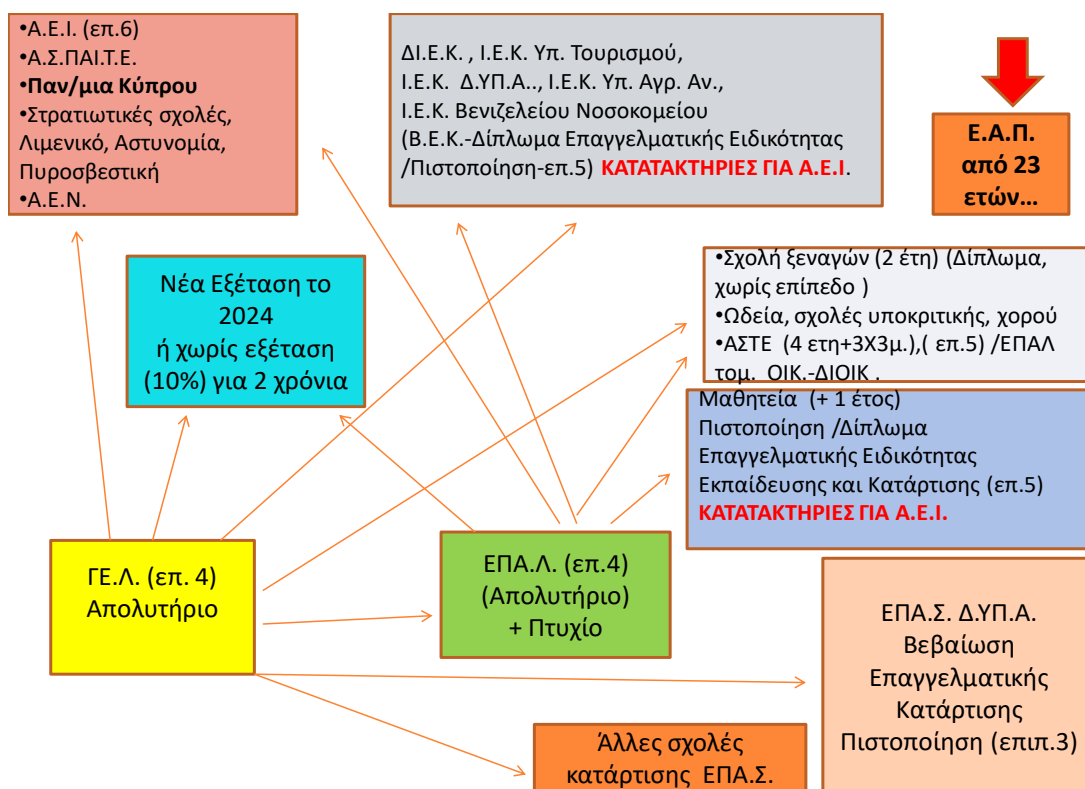 •Α.Ε.Ι. (επ.6)
•Α.Σ.ΠΑΙ.Τ.Ε.
•Παν/μια Κύπρου
•Στρατιωτικές σχολές,
Λιμενικό, Αστυνομία,
Πυροσβεστική
•Α.Ε.Ν.
ΔΙ.Ε.Κ. , Ι.Ε.Κ. Υπ. Τουρισμού,
Ι.Ε.Κ. Δ.ΥΠ.Α.., Ι.Ε.Κ. Υπ. Αγρ. Αν.,
Ι.Ε.Κ. Βενιζελείου Νοσοκομείου
(Β.Ε.Κ.-Δίπλωμα Επαγγελματικής Ειδικότητας
/Πιστοποίηση-επ.5) ΚΑΤΑΤΑΚΤΗΡΙΕΣ ΓΙΑ Α.Ε.Ι.
Ε.Α.Π.
από 23
ετών…
Νέα Εξέταση το
2024
ή χωρίς εξέταση
(10%) για 2 χρόνια
•Σχολή ξεναγών (2 έτη) (Δίπλωμα,
χωρίς επίπεδο )
•Ωδεία, σχολές υποκριτικής, χορού
•ΑΣΤΕ (4 ετη+3Χ3μ.),( επ.5) /ΕΠΑΛ
τομ. ΟΙΚ.-ΔΙΟΙΚ .
Μαθητεία (+ 1 έτος)
Πιστοποίηση /Δίπλωμα
Επαγγελματικής Ειδικότητας
Εκπαίδευσης και Κατάρτισης (επ.5)
ΚΑΤΑΤΑΚΤΗΡΙΕΣ ΓΙΑ Α.Ε.Ι.
ΓΕ.Λ. (επ. 4)
Απολυτήριο
ΕΠΑ.Λ. (επ.4)
(Απολυτήριο)
+ Πτυχίο
ΕΠΑ.Σ. Δ.ΥΠ.Α.
Βεβαίωση
Επαγγελματικής
Κατάρτισης
Πιστοποίηση (επιπ.3)
Άλλες σχολές
κατάρτισης ΕΠΑ.Σ.